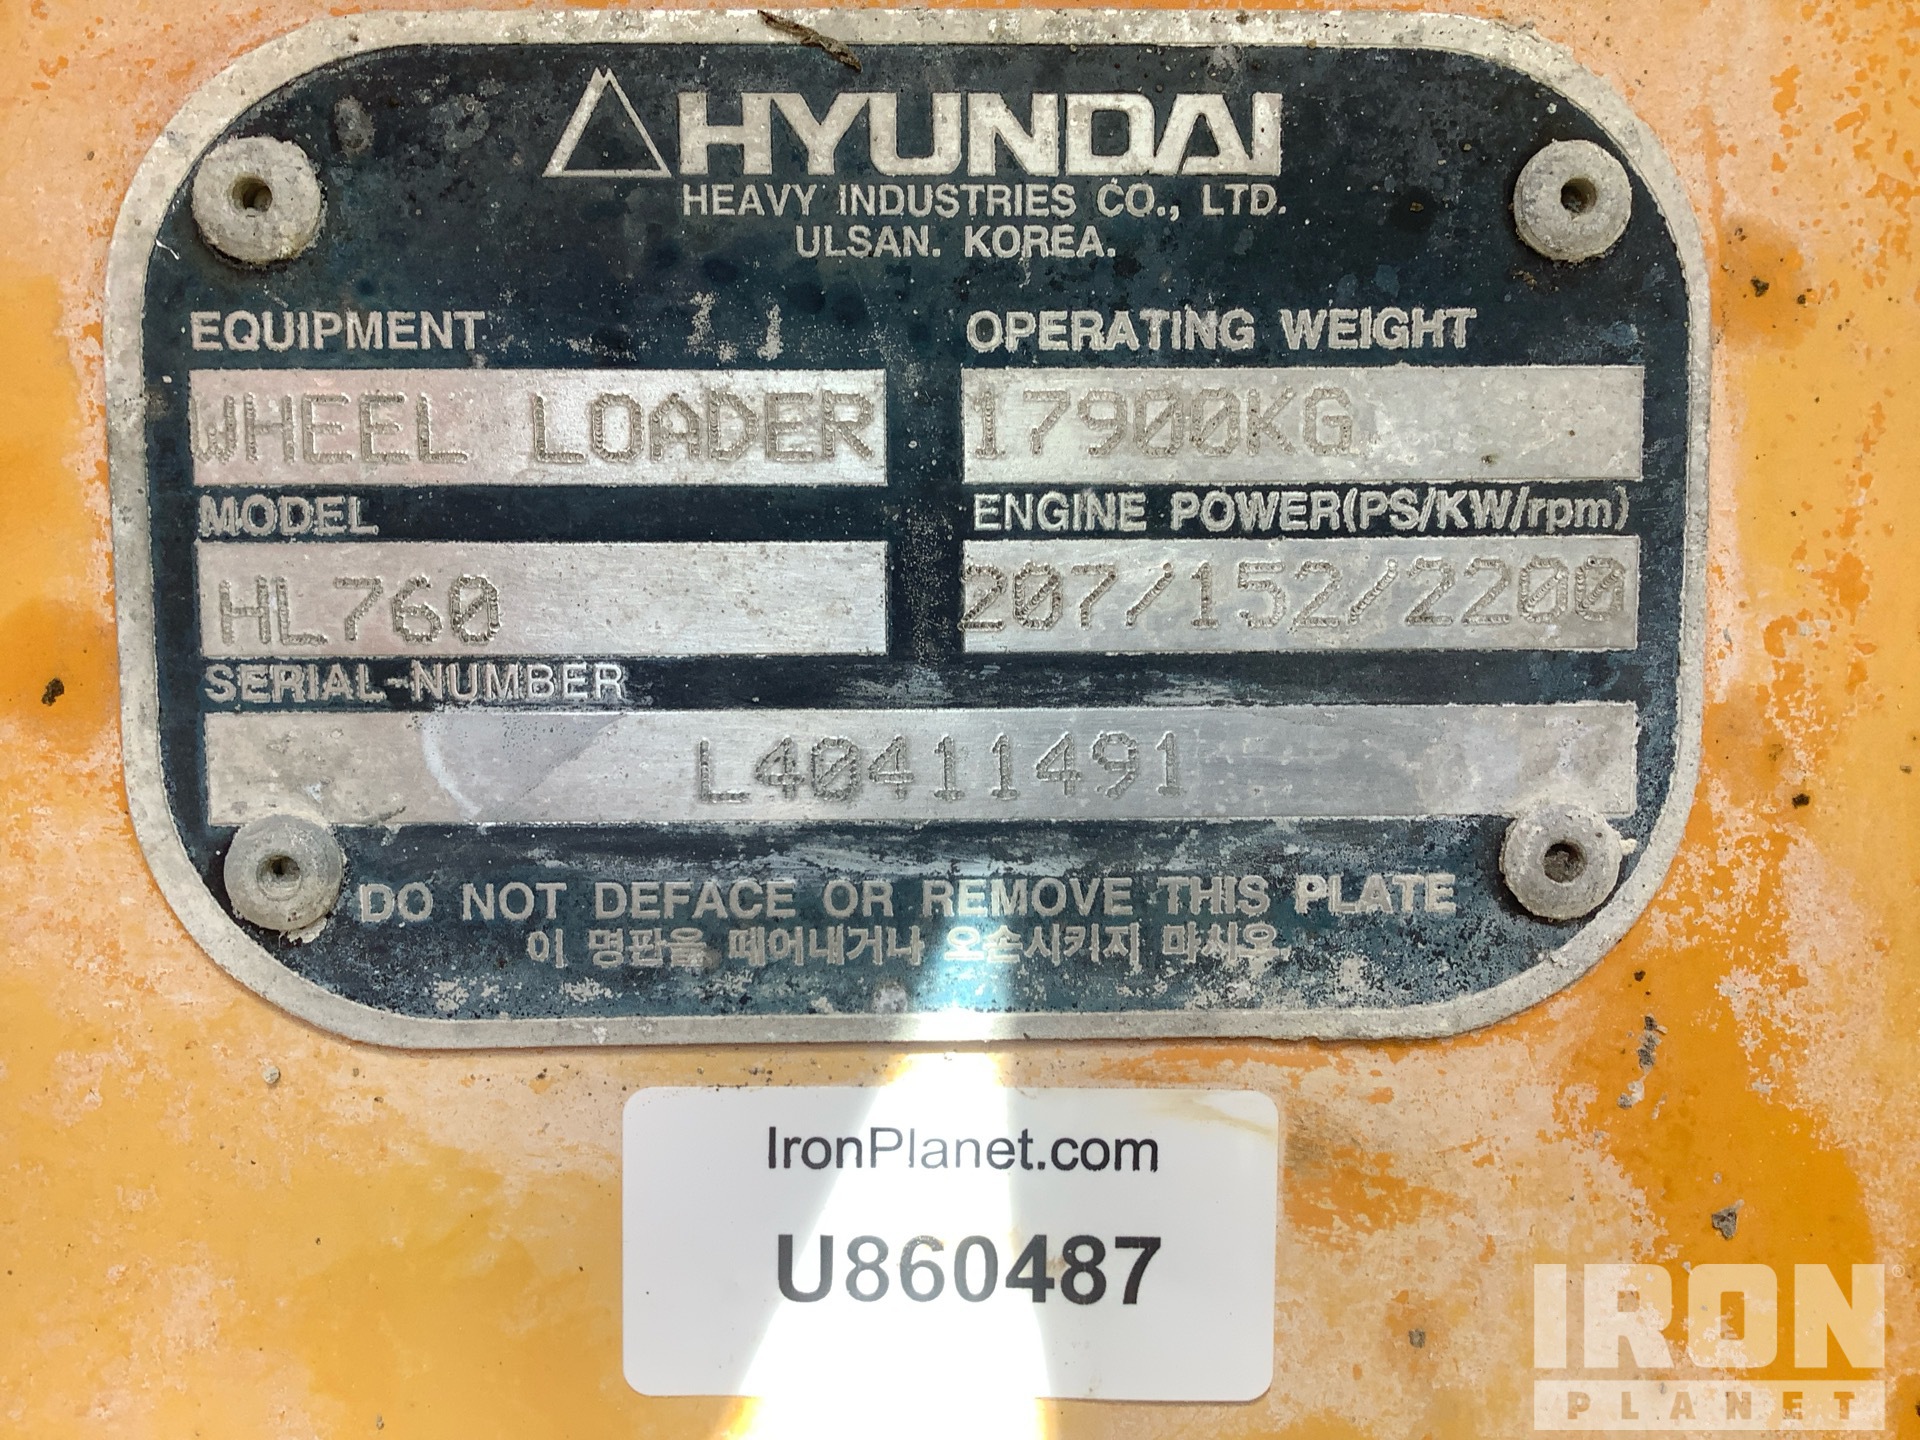 HYUNDAI
HEAVY INDUSTRIES CO., LTD.
ULSAN. KOREA.
EQUIPMENT
WHEEL LOADER
OPERATING WEIGHT
17900KG
MODEL
HL760
ENGINE POWER(PS/KW/rpm)
207/152/2200
SERIAL-NUMBER
L40411491
DO NOT DEFACE OR REMOVE THIS PLATE
이 명판을 떼어내거나 오손시키지 마시오.
IronPlanet.com
U860487
IRON®
PLANET